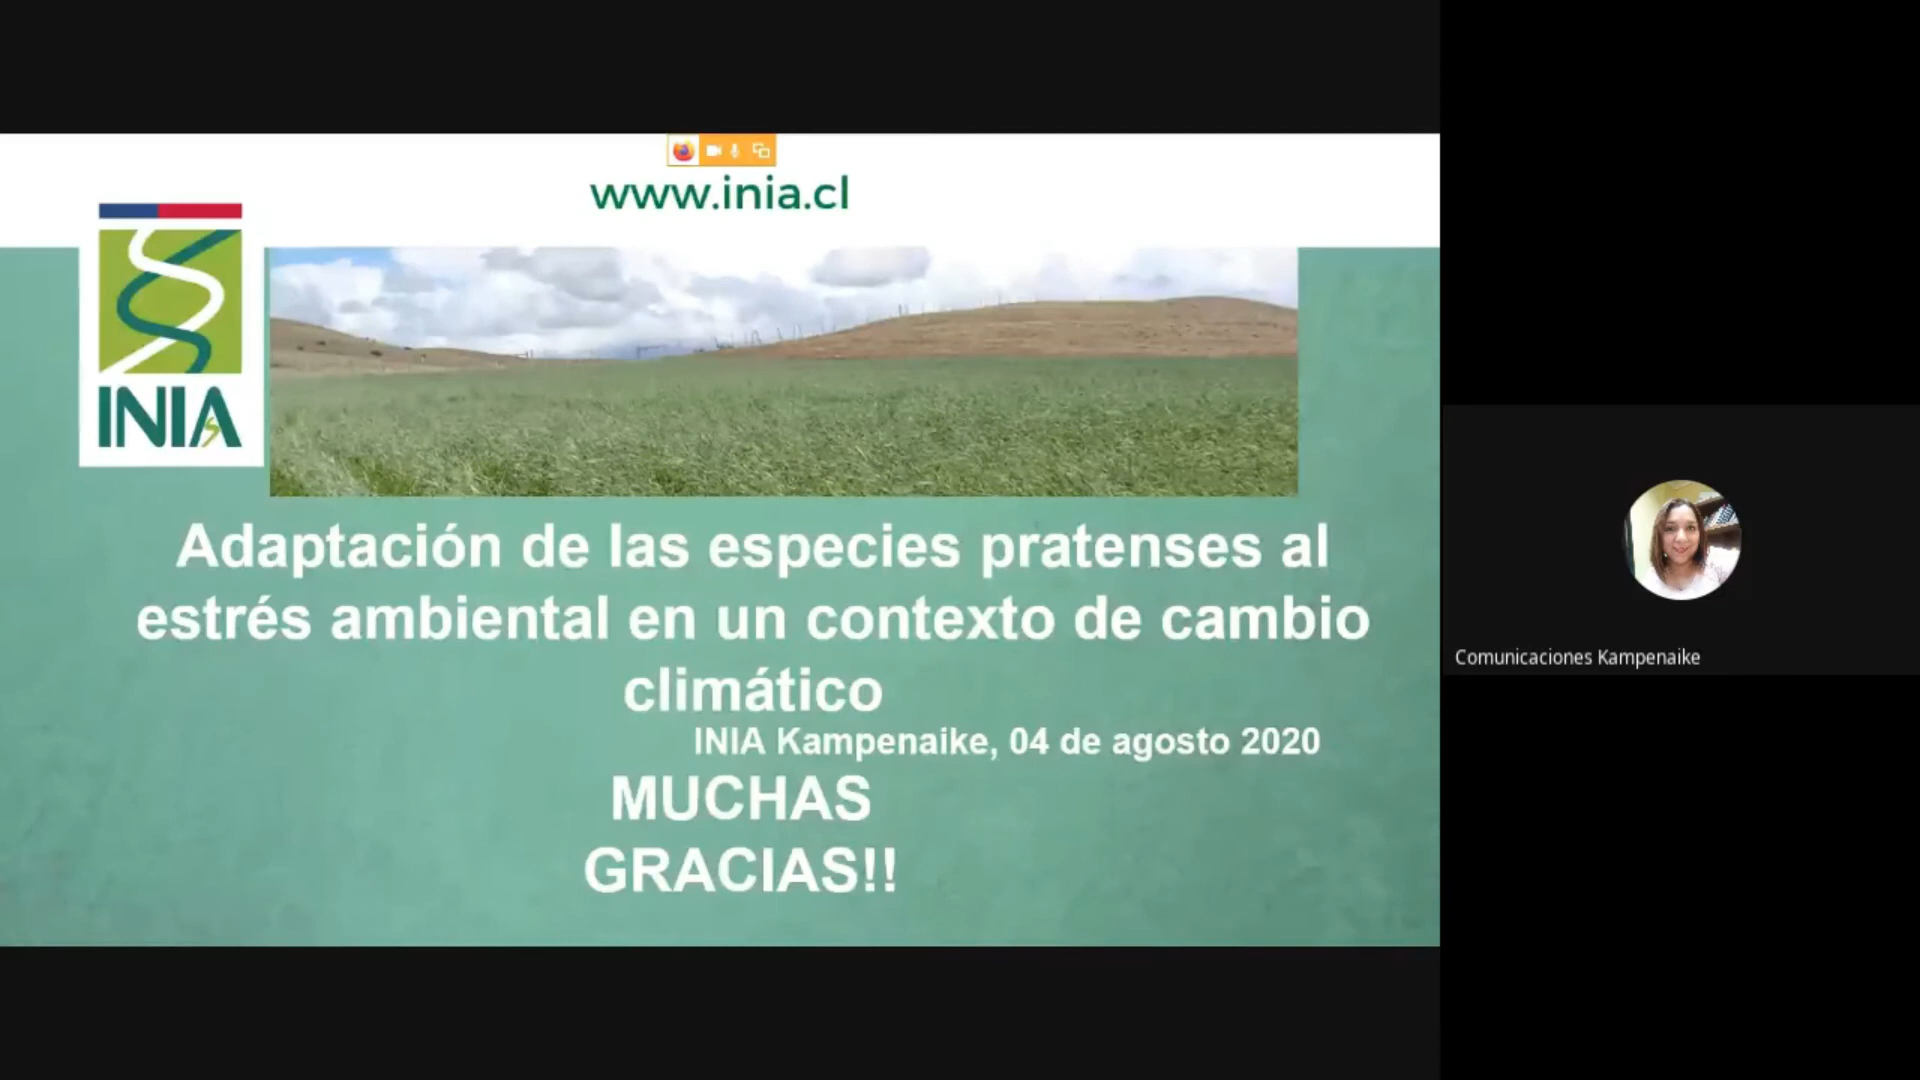 www.inia.cl
INIA
Adaptación de las especies pratenses al
estrés ambiental en un contexto de cambio
climático
INIA Kampenaike, 04 de agosto 2020
MUCHAS
GRACIAS!!
Comunicaciones Kampenaike